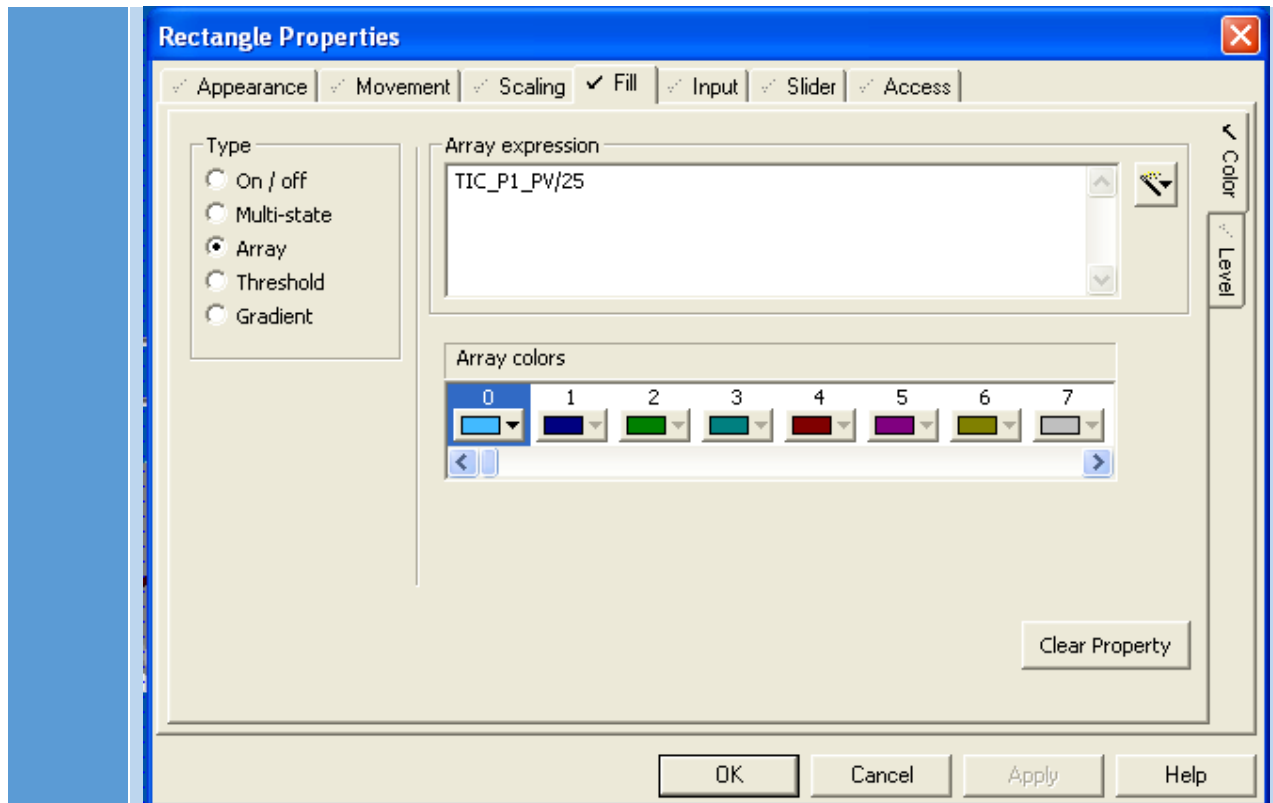 Rectangle Properties
Appearance Movement Scaling Fill Input Slider Access
Type
On / off
Multi-state
Array
Threshold
Gradient
Array expression
TIC_P1_PV/25
Array colors
0 1 2 3 4 5 6 7
Color
Level
Clear Property
OK Cancel Apply Help